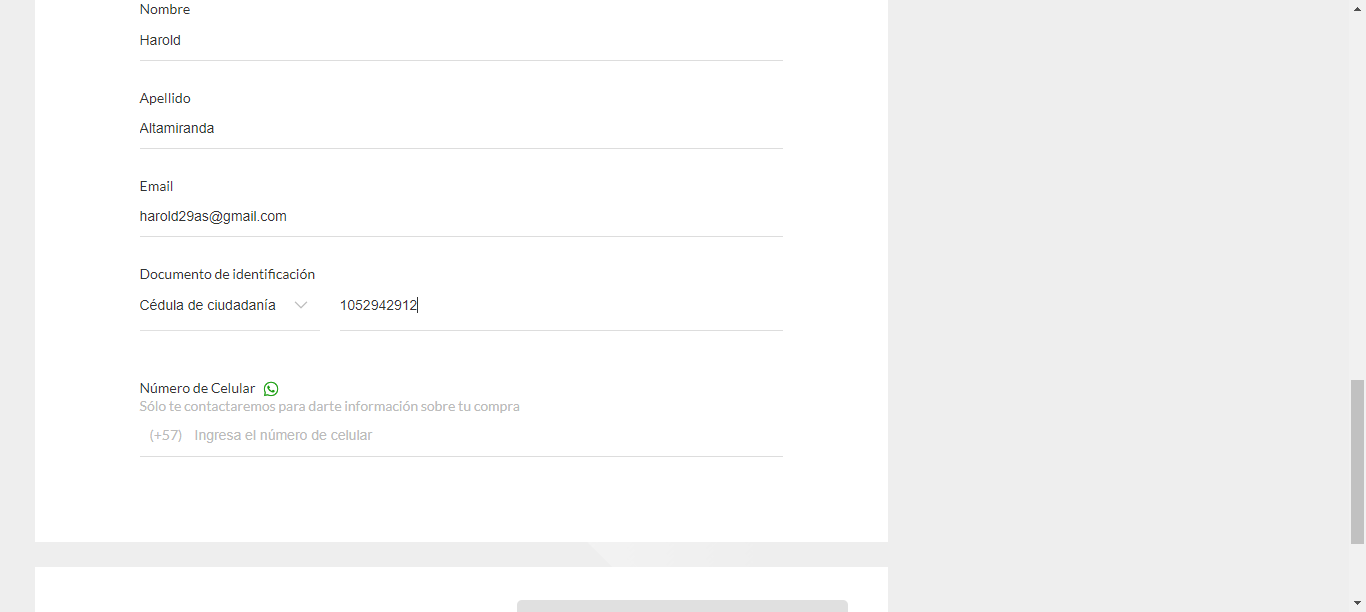 Nombre
Harold
Apellido
Altamiranda
Email
harold29as@gmail.com
Documento de identificación
Cédula de ciudadanía 1052942912
Número de Celular
Sólo te contactaremos para darte información sobre tu compra
(+57) Ingresa el número de celular